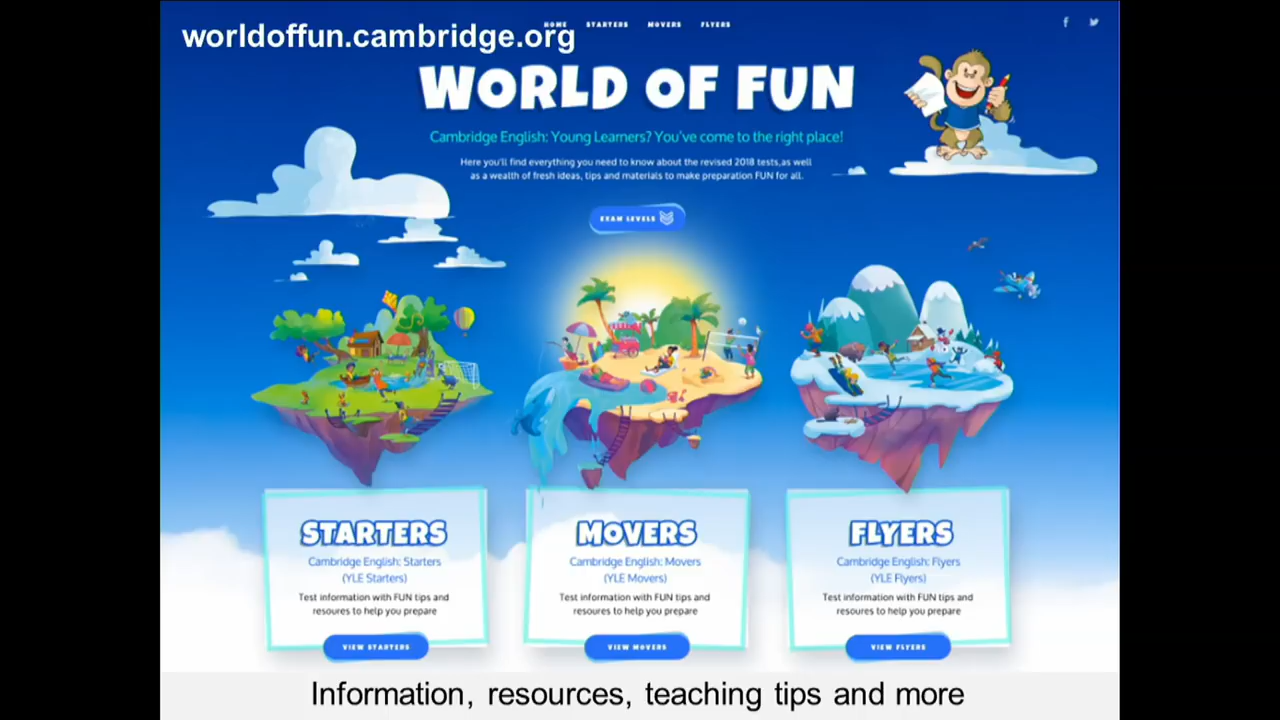 HOME STARTERS MOVERS FLYERS
worldoffun.cambridge.org
WORLD OF FUN
Cambridge English: Young Learners? You've come to the right place!
Here you'll find everything you need to know about the revised 2018 tests,as well
as a wealth of fresh ideas, tips and materials to make preparation FUN for all.
EXAM LEVELS
STARTERS
Cambridge English: Starters
(YLE Starters)
Test information with FUN tips and
resoures to help you prepare
VIEW STARTERS
MOVERS
Cambridge English: Movers
(YLE Movers)
Test information with FUN tips and
resoures to help you prepare
VIEW MOVERS
FLYERS
Cambridge English: Flyers
(YLE Flyers)
Test information with FUN tips and
resoures to help you prepare
VIEW FLYERS
Information, resources, teaching tips and more